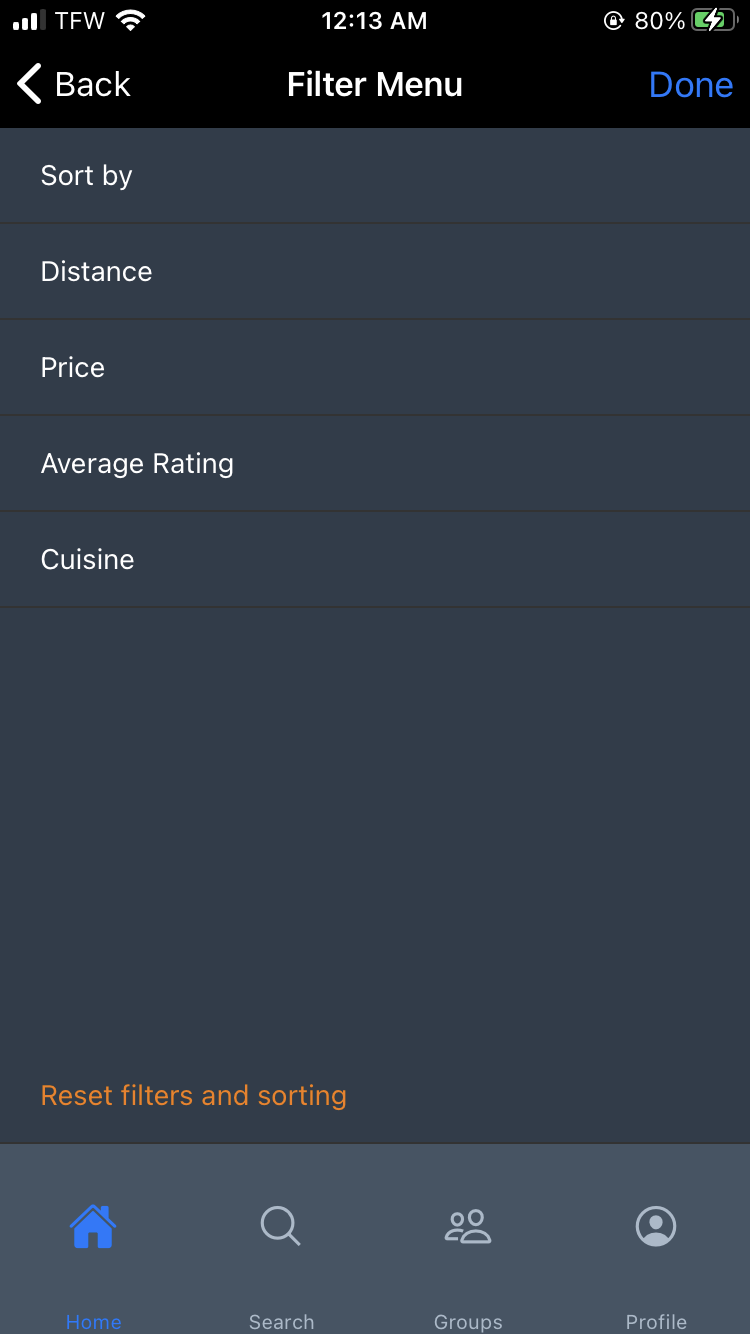 TFW 12:13 AM 80%
Back Filter Menu Done
Sort by
Distance
Price
Average Rating
Cuisine
Reset filters and sorting
Home Search Groups Profile